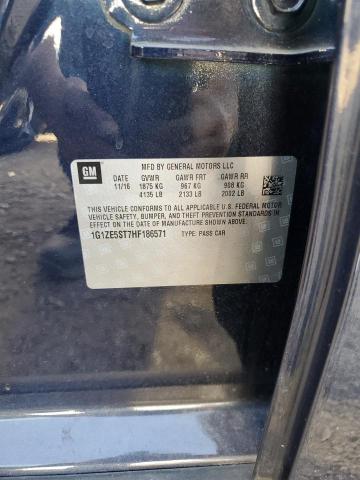 GM
MFD BY GENERAL MOTORS LLC
DATE GVWR GAWR FRT GAWR RR
11/16 1875 KG 967 KG 908 KG
4135 LB 2133 LB 2002 LB
THIS VEHICLE CONFORMS TO ALL APPLICABLE U.S. FEDERAL MOTOR
VEHICLE SAFETY, BUMPER, AND THEFT PREVENTION STANDARDS
IN EFFECT ON THE DATE OF MANUFACTURE SHOWN ABOVE.
1G1ZE5ST7HF186571 TYPE: PASS CAR